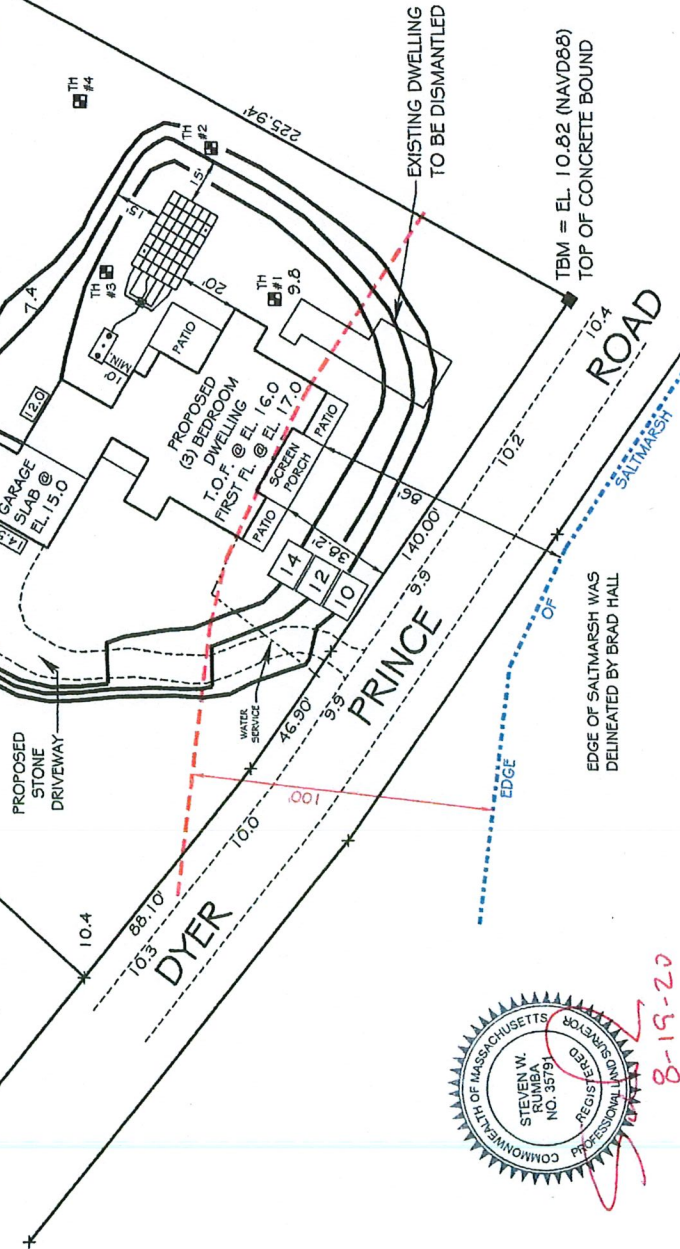 TH
#4
225.94'
EXISTING DWELLING
TO BE DISMANTLED
TH
#2
15'
15'
7.4
TH
#3
20'
TH
#1
9.8
10'
MIN.
PATIO
12.0
GARAGE
SLAB @
EL.15.0
PROPOSED
(3) BEDROOM
DWELLING
T.O.F. @ EL. 16.0
FIRST FL. @ EL. 17.0
PATIO
SCREEN
PORCH
PATIO
TBM = EL. 10.82 (NAVD88)
TOP OF CONCRETE BOUND
10.4
ROAD
10.2
86'
38.2'
140.00'
14
12
10
9.9
PRINCE
PROPOSED
STONE
DRIVEWAY
WATER
SERVICE
46.90'
9.9
100'
10.0
88.10'
10.4
10.3
DYER
EDGE
OF
SALTMARSH
EDGE OF SALTMARSH WAS
DELINEATED BY BRAD HALL
COMMONWEALTH OF MASSACHUSETTS
STEVEN W.
RUMBA
NO. 35791
REGISTERED
PROFESSIONAL LAND SURVEYOR
8-19-20